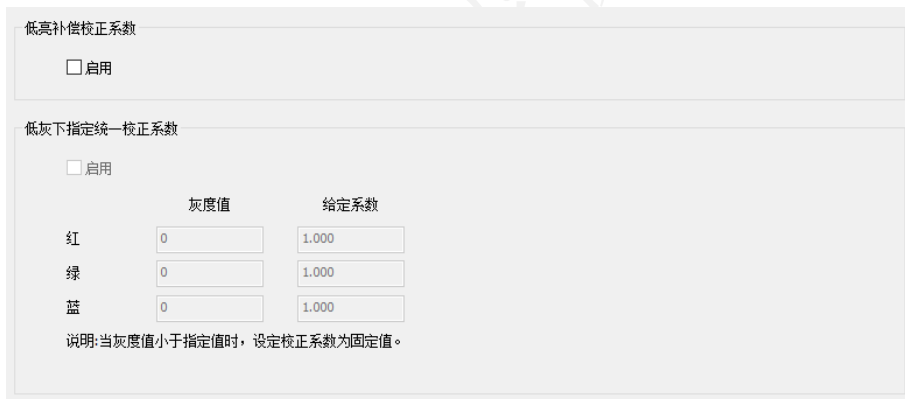 低亮补偿校正系数
启用
低灰下指定统一校正系数
启用
灰度值 给定系数
红 0 1.000
绿 0 1.000
蓝 0 1.000
说明:当灰度值小于指定值时，设定校正系数为固定值。